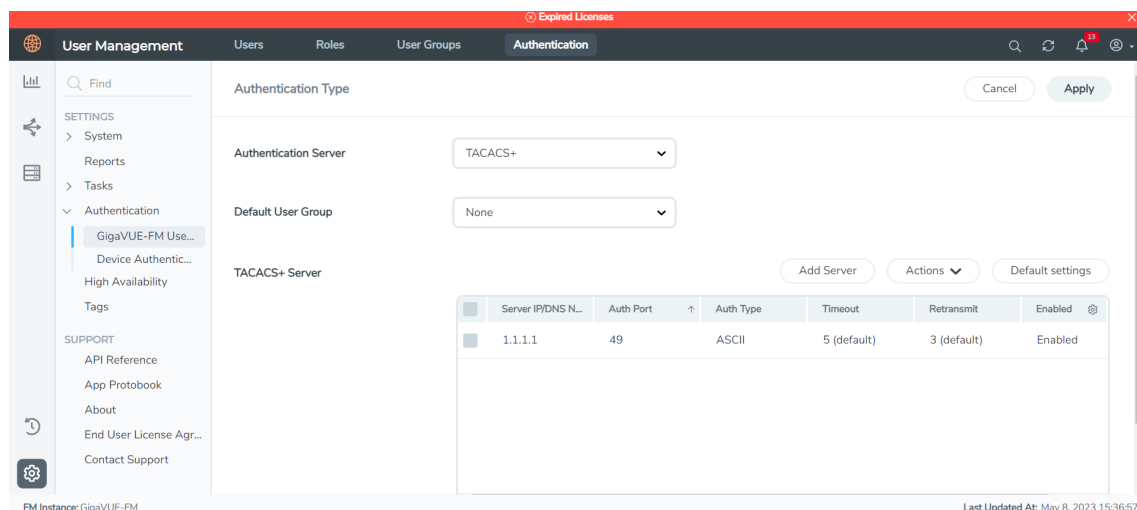 Expired Licenses
User Management
Users
Roles
User Groups
Authentication
13
Find
SETTINGS
System
Reports
Tasks
Authentication
GigaVUE-FM Use...
Device Authentic...
High Availability
Tags
SUPPORT
API Reference
App Protobook
About
End User License Agr...
Contact Support
Authentication Type
Cancel
Apply
Authentication Server
TACACS+
Default User Group
None
TACACS+ Server
Add Server
Actions
Default settings
Server IP/DNS N... Auth Port Auth Type Timeout Retransmit Enabled
1.1.1.1 49 ASCII 5 (default) 3 (default) Enabled
FM Instance: GigaVUE-FM
Last Updated At: May 8, 2023 15:36:57